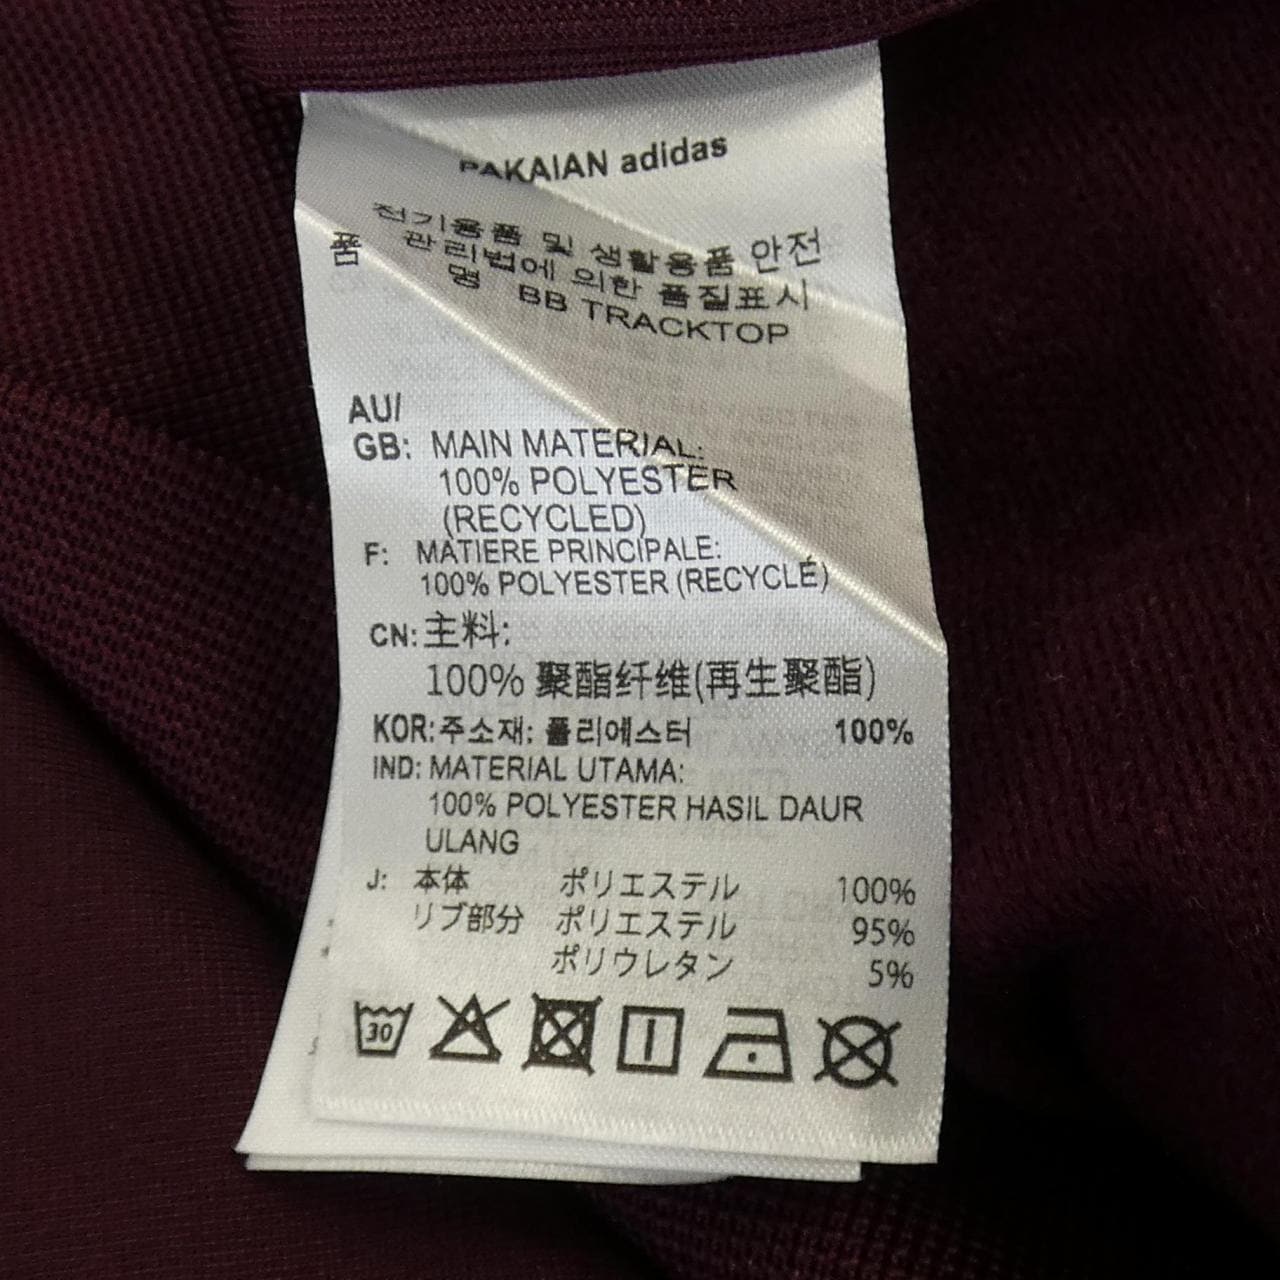 PAKAIAN adidas
전기용품 및 생활용품 안전
관리법에 의한 품질표시
품 명 BB TRACKTOP
AU/
GB: MAIN MATERIAL:
100% POLYESTER
(RECYCLED)
F: MATIERE PRINCIPALE:
100% POLYESTER (RECYCLÉ)
CN: 主料:
100% 聚酯纤维(再生聚酯)
KOR: 주소재: 폴리에스터 100%
IND: MATERIAL UTAMA:
100% POLYESTER HASIL DAUR
ULANG
J: 本体 ポリエステル 100%
リブ部分 ポリエステル 95%
ポリウレタン 5%
30